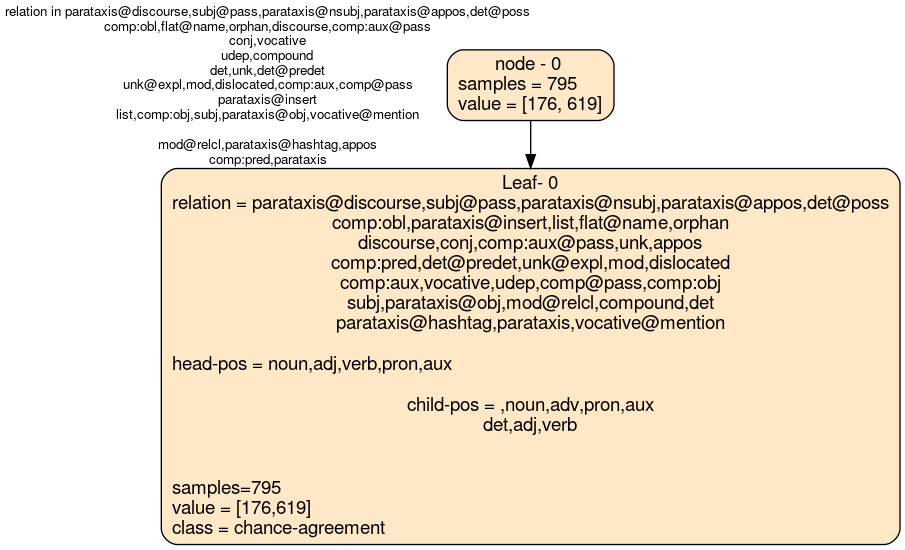 relation in parataxis@discourse,subj@pass,parataxis@nsubj,parataxis@appos,det@poss
comp:obl,flat@name,orphan,discourse,comp:aux@pass
conj,vocative
udep,compound
det,unk,det@predet
unk@expl,mod,dislocated,comp:aux,comp@pass
parataxis@insert
list,comp:obj,subj,parataxis@obj,vocative@mention
mod@relcl,parataxis@hashtag,appos
comp:pred,parataxis
node - 0
samples = 795
value = [176, 619]
Leaf- 0
relation = parataxis@discourse,subj@pass,parataxis@nsubj,parataxis@appos,det@poss
comp:obl,parataxis@insert,list,flat@name,orphan
discourse,conj,comp:aux@pass,unk,appos
comp:pred,det@predet,unk@expl,mod,dislocated
comp:aux,vocative,udep,comp@pass,comp:obj
subj,parataxis@obj,mod@relcl,compound,det
parataxis@hashtag,parataxis,vocative@mention
head-pos = noun,adj,verb,pron,aux
child-pos = ,noun,adv,pron,aux
det,adj,verb
samples=795
value = [176,619]
class = chance-agreement